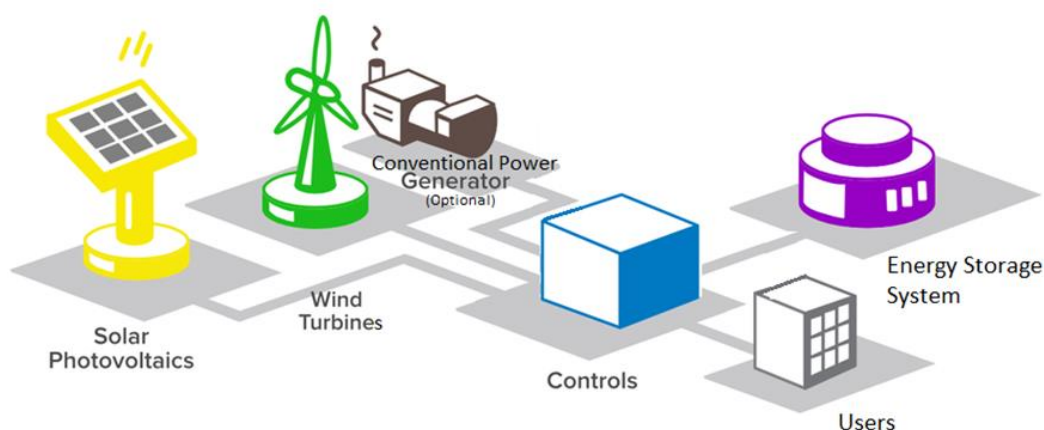 Conventional Power
Generator
(Optional)
Energy Storage
System
Wind
Turbines
Solar
Photovoltaics
Controls
Users